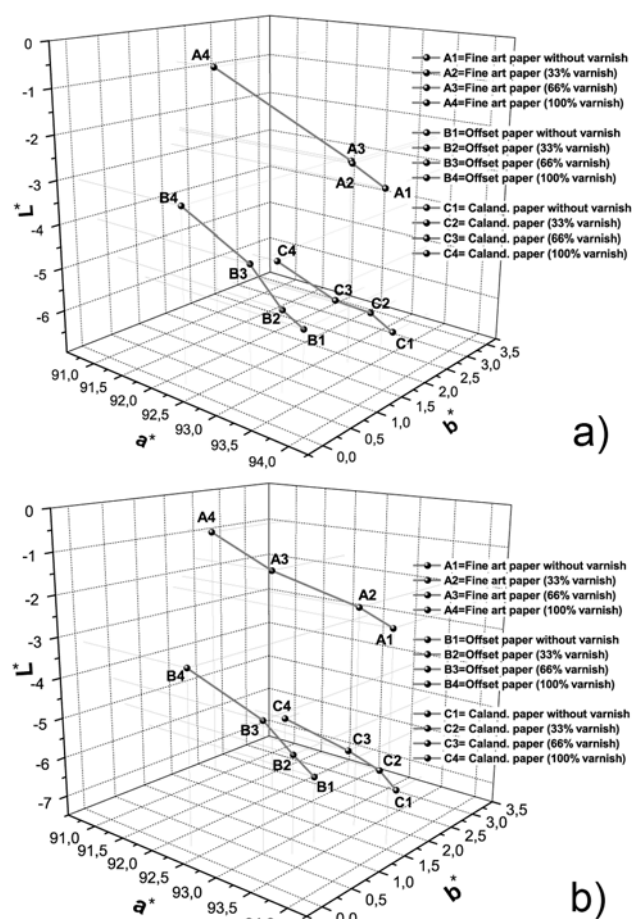 0
-1
-2
-3
-4
-5
-6
L*
91,0
91,5
92,0
92,5
93,0
93,5
94,0
a*
0,0
0,5
1,0
1,5
2,0
2,5
3,0
3,5
b*
A4
A3
A2
A1
B4
B3
B2
B1
C4
C3
C2
C1
A1=Fine art paper without varnish
A2=Fine art paper (33% varnish)
A3=Fine art paper (66% varnish)
A4=Fine art paper (100% varnish)
B1=Offset paper without varnish
B2=Offset paper (33% varnish)
B3=Offset paper (66% varnish)
B4=Offset paper (100% varnish)
C1= Caland. paper without varnish
C2= Caland. paper (33% varnish)
C3= Caland. paper (66% varnish)
C4= Caland. paper (100% varnish)
a)
0
-1
-2
-3
-4
-5
-6
-7
L*
91,0
91,5
92,0
92,5
93,0
93,5
a*
0,0
0,5
1,0
1,5
2,0
2,5
3,0
3,5
b*
A4
A3
A2
A1
B4
B3
B2
B1
C4
C3
C2
C1
A1=Fine art paper without varnish
A2=Fine art paper (33% varnish)
A3=Fine art paper (66% varnish)
A4=Fine art paper (100% varnish)
B1=Offset paper without varnish
B2=Offset paper (33% varnish)
B3=Offset paper (66% varnish)
B4=Offset paper (100% varnish)
C1= Caland. paper without varnish
C2= Caland. paper (33% varnish)
C3= Caland. paper (66% varnish)
C4= Caland. paper (100% varnish)
b)